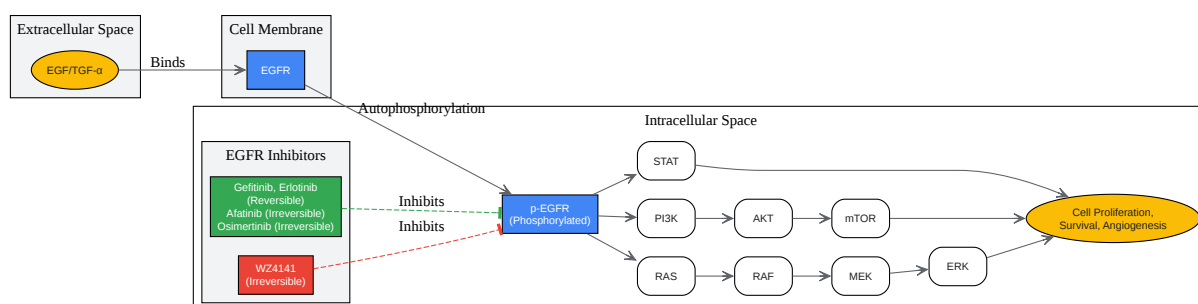 Extracellular Space
EGF/TGF-α
Binds
Cell Membrane
EGFR
Autophosphorylation
Intracellular Space
EGFR Inhibitors
Gefitinib, Erlotinib
(Reversible)
Afatinib (Irreversible)
Osimertinib (Irreversible)
WZ4141
(Irreversible)
Inhibits
Inhibits
p-EGFR
(Phosphorylated)
STAT
PI3K
AKT
mTOR
RAS
RAF
MEK
ERK
Cell Proliferation,
Survival, Angiogenesis